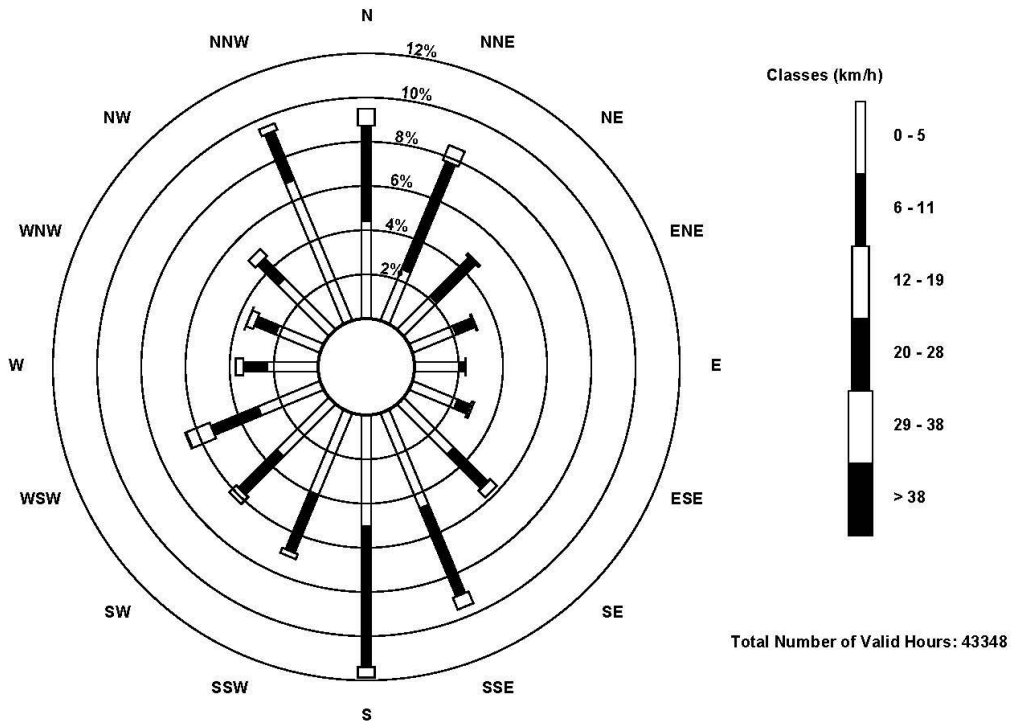 N
NNW
NNE
12%
10%
NW
NE
8%
6%
4%
2%
WNW
ENE
W
E
WSW
ESE
SW
SE
SSW
SSE
S
Classes (km/h)
0 - 5
6 - 11
12 - 19
20 - 28
29 - 38
> 38
Total Number of Valid Hours: 43348